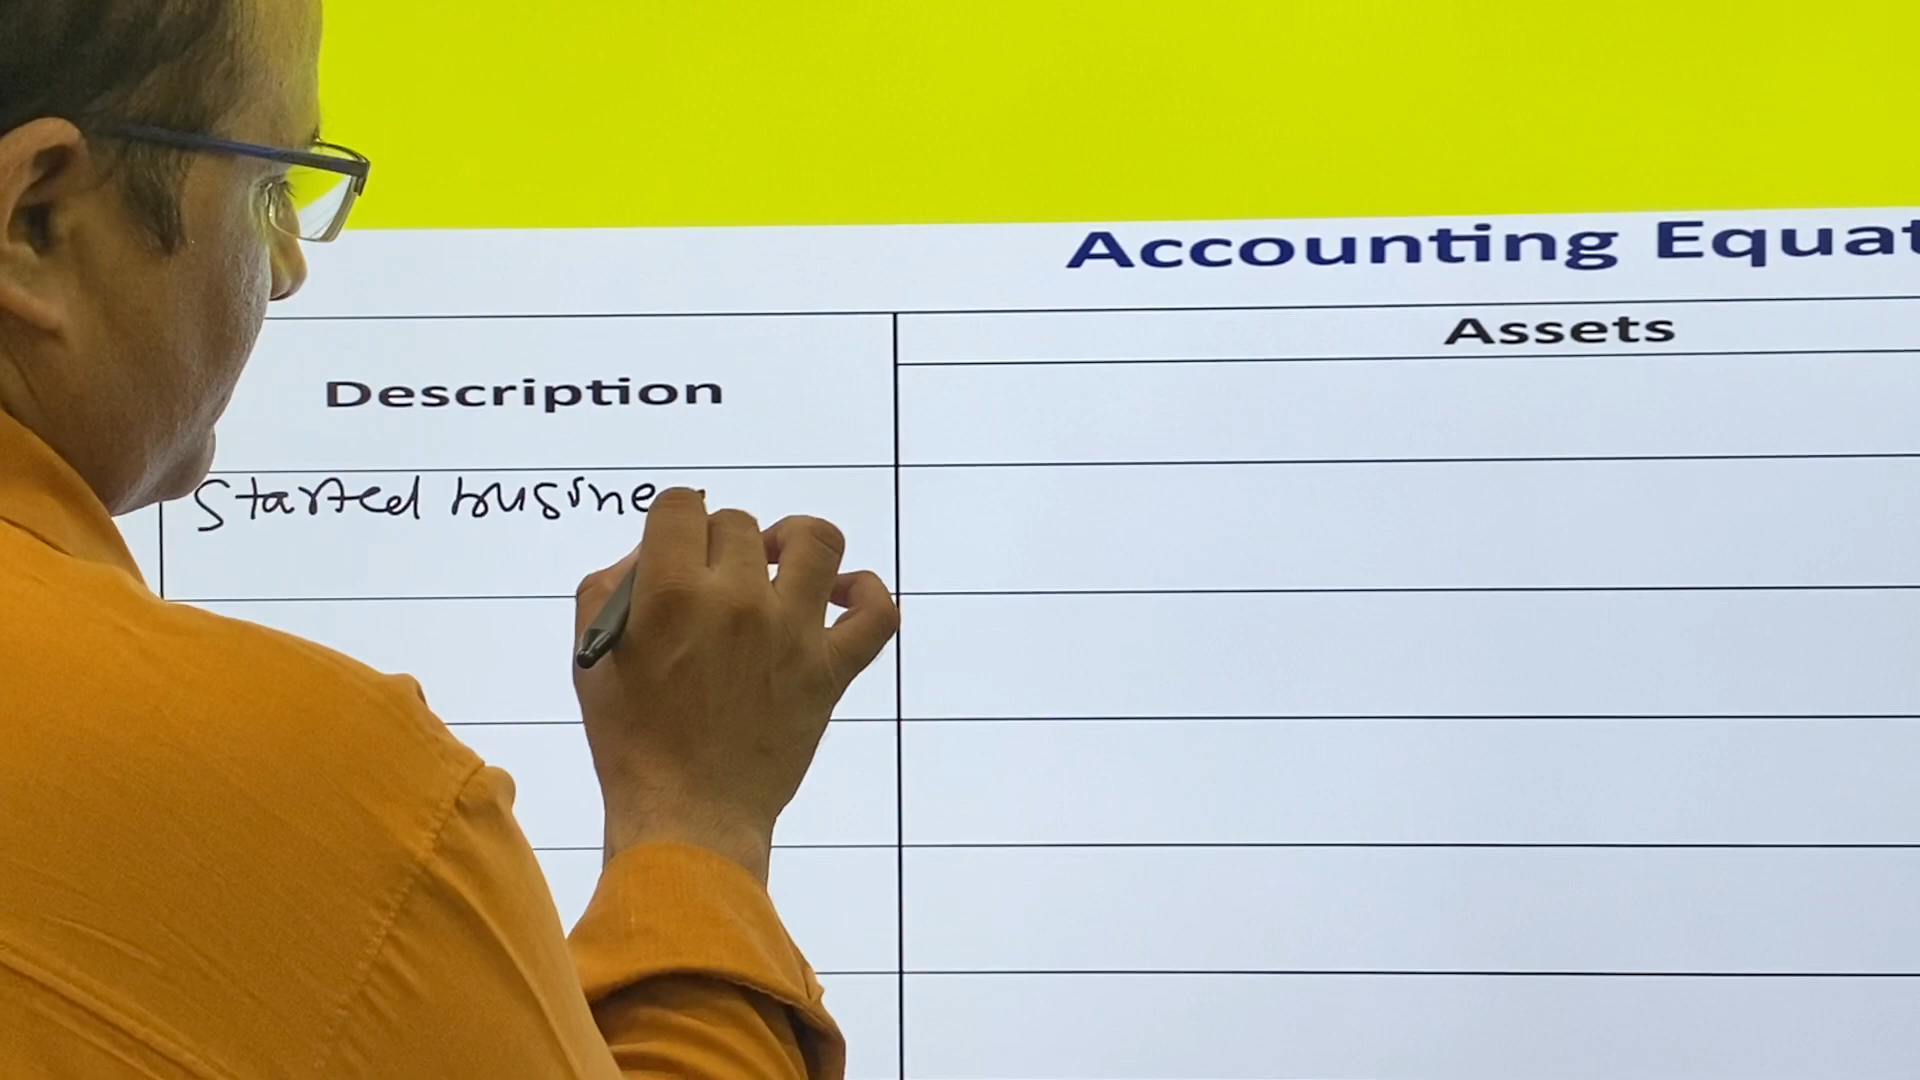 Accounting Equat
Assets
Description
Started busine